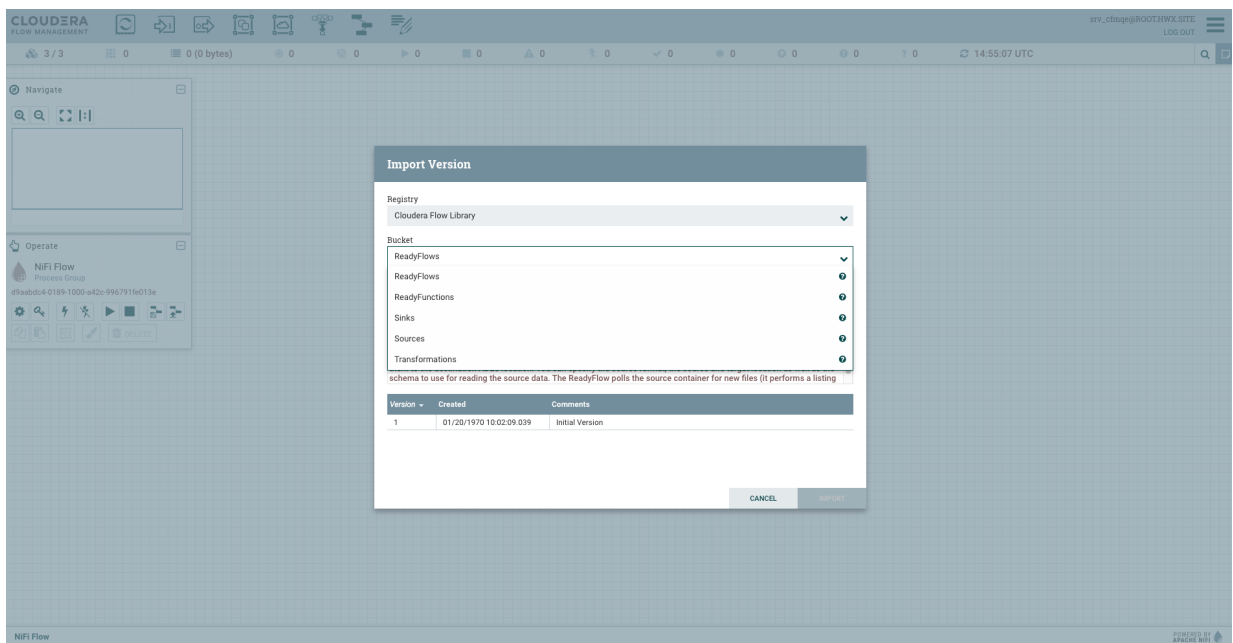 CLOUDERA
FLOW MANAGEMENT
srv_cfmqe@ROOT.HWX.SITE
LOG OUT
3 / 3 0 0 (0 bytes) 0 0 0 0 0 0 0 0 0 0 0 14:55:07 UTC
Navigate
Operate
NiFi Flow
Process Group
d9aabdc4-0189-1000-a42c-996791fe013e
DELETE
Import Version
Registry
Cloudera Flow Library
Bucket
ReadyFlows
ReadyFlows
ReadyFunctions
Sinks
Sources
Transformations
schema to use for reading the source data. The ReadyFlow polls the source container for new files (it performs a listing
Version Created Comments
1 01/20/1970 10:02:09.039 Initial Version
CANCEL IMPORT
NiFi Flow
POWERED BY
APACHE NIFI